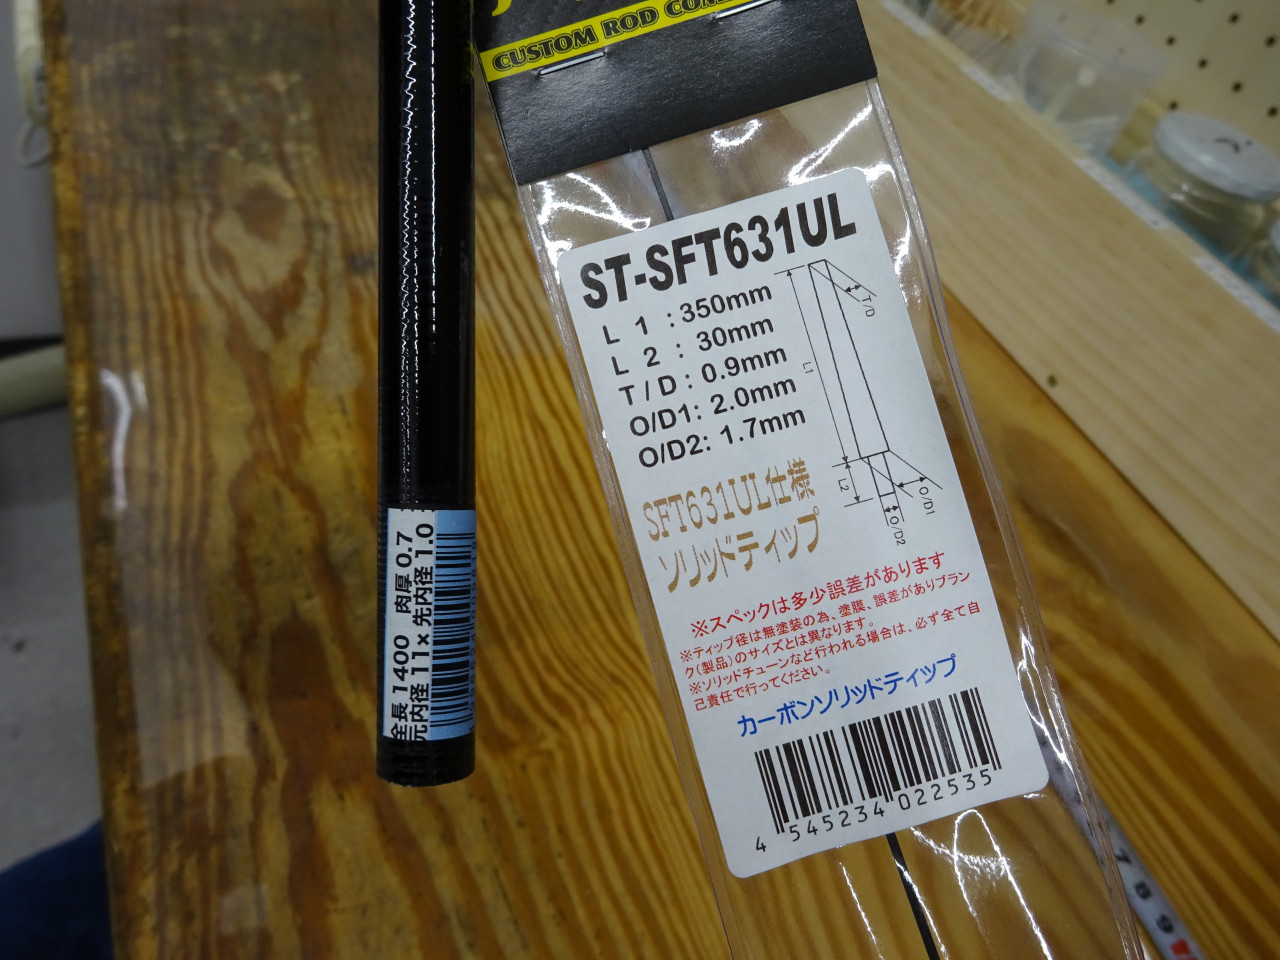 CUSTOM ROD
ST-SFT631UL
L 1 : 350mm
L 2 : 30mm
T/D : 0.9mm
O/D1: 2.0mm
O/D2: 1.7mm
T/D
L1
L2
O/D1
O/D2
SFT631UL仕様
ソリッドティップ
※スペックは多少誤差があります
※ティップ径は無塗装の為、塗膜、誤差がありブラン
ク(製品)のサイズとは異なります。
※ソリッドチューンなど行われる場合は、必ず全て自
己責任で行ってください。
カーボンソリッドティップ
4 545234 022535
全長 1400 肉厚 0.7
元内径 11× 先内径 1.0
7 8 9